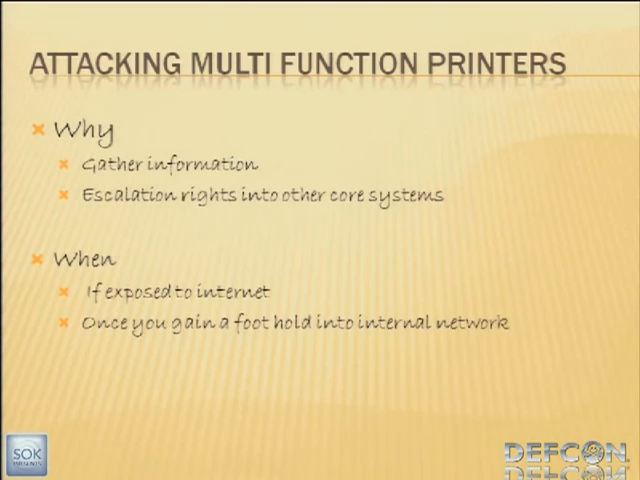 ATTACKING MULTI FUNCTION PRINTERS
Why
Gather information
Escalation rights into other core systems
When
If exposed to internet
Once you gain a foot hold into internal network
SOK
PRESENTS
DEFCON